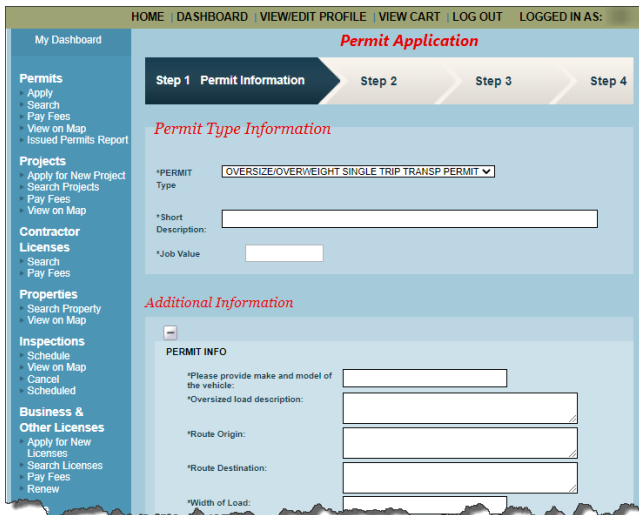 HOME | DASHBOARD | VIEW/EDIT PROFILE | VIEW CART | LOG OUT LOGGED IN AS:
My Dashboard
Permits
Apply
Search
Pay Fees
View on Map
Issued Permits Report
Projects
Apply for New Project
Search Projects
Pay Fees
View on Map
Contractor
Licenses
Search
Pay Fees
Properties
Search Property
View on Map
Inspections
Schedule
View on Map
Cancel
Scheduled
Business &
Other Licenses
Apply for New
Licenses
Search Licenses
Pay Fees
Renew
Permit Application
Step 1 Permit Information
Step 2
Step 3
Step 4
Permit Type Information
*PERMIT
Type
OVERSIZE/OVERWEIGHT SINGLE TRIP TRANSP PERMIT
*Short
Description:
*Job Value
Additional Information
PERMIT INFO
*Please provide make and model of
the vehicle:
*Oversized load description:
*Route Origin:
*Route Destination:
*Width of Load: